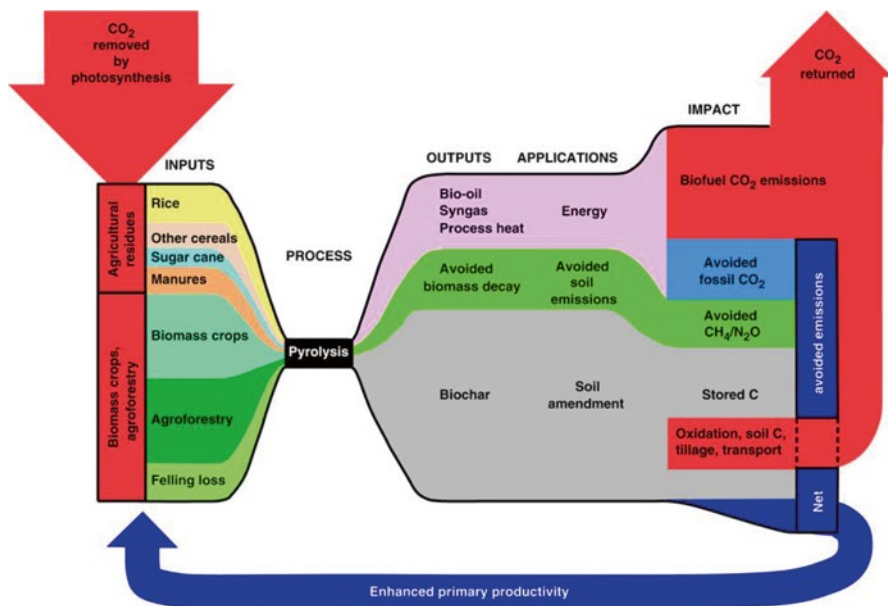 CO₂
removed
by
photosynthesis
CO₂
returned
INPUTS
PROCESS
OUTPUTS
APPLICATIONS
IMPACT
Agricultural
residues
Biomass crops,
agroforestry
Rice
Other cereals
Sugar cane
Manures
Biomass crops
Agroforestry
Felling loss
Pyrolysis
Bio-oil
Syngas
Process heat
Energy
Avoided
biomass decay
Avoided
soil
emissions
Biochar
Soil
amendment
Biofuel CO₂ emissions
Avoided
fossil CO₂
Avoided
CH₄/N₂O
Stored C
Oxidation, soil C,
tillage, transport
avoided emissions
Net
Enhanced primary productivity